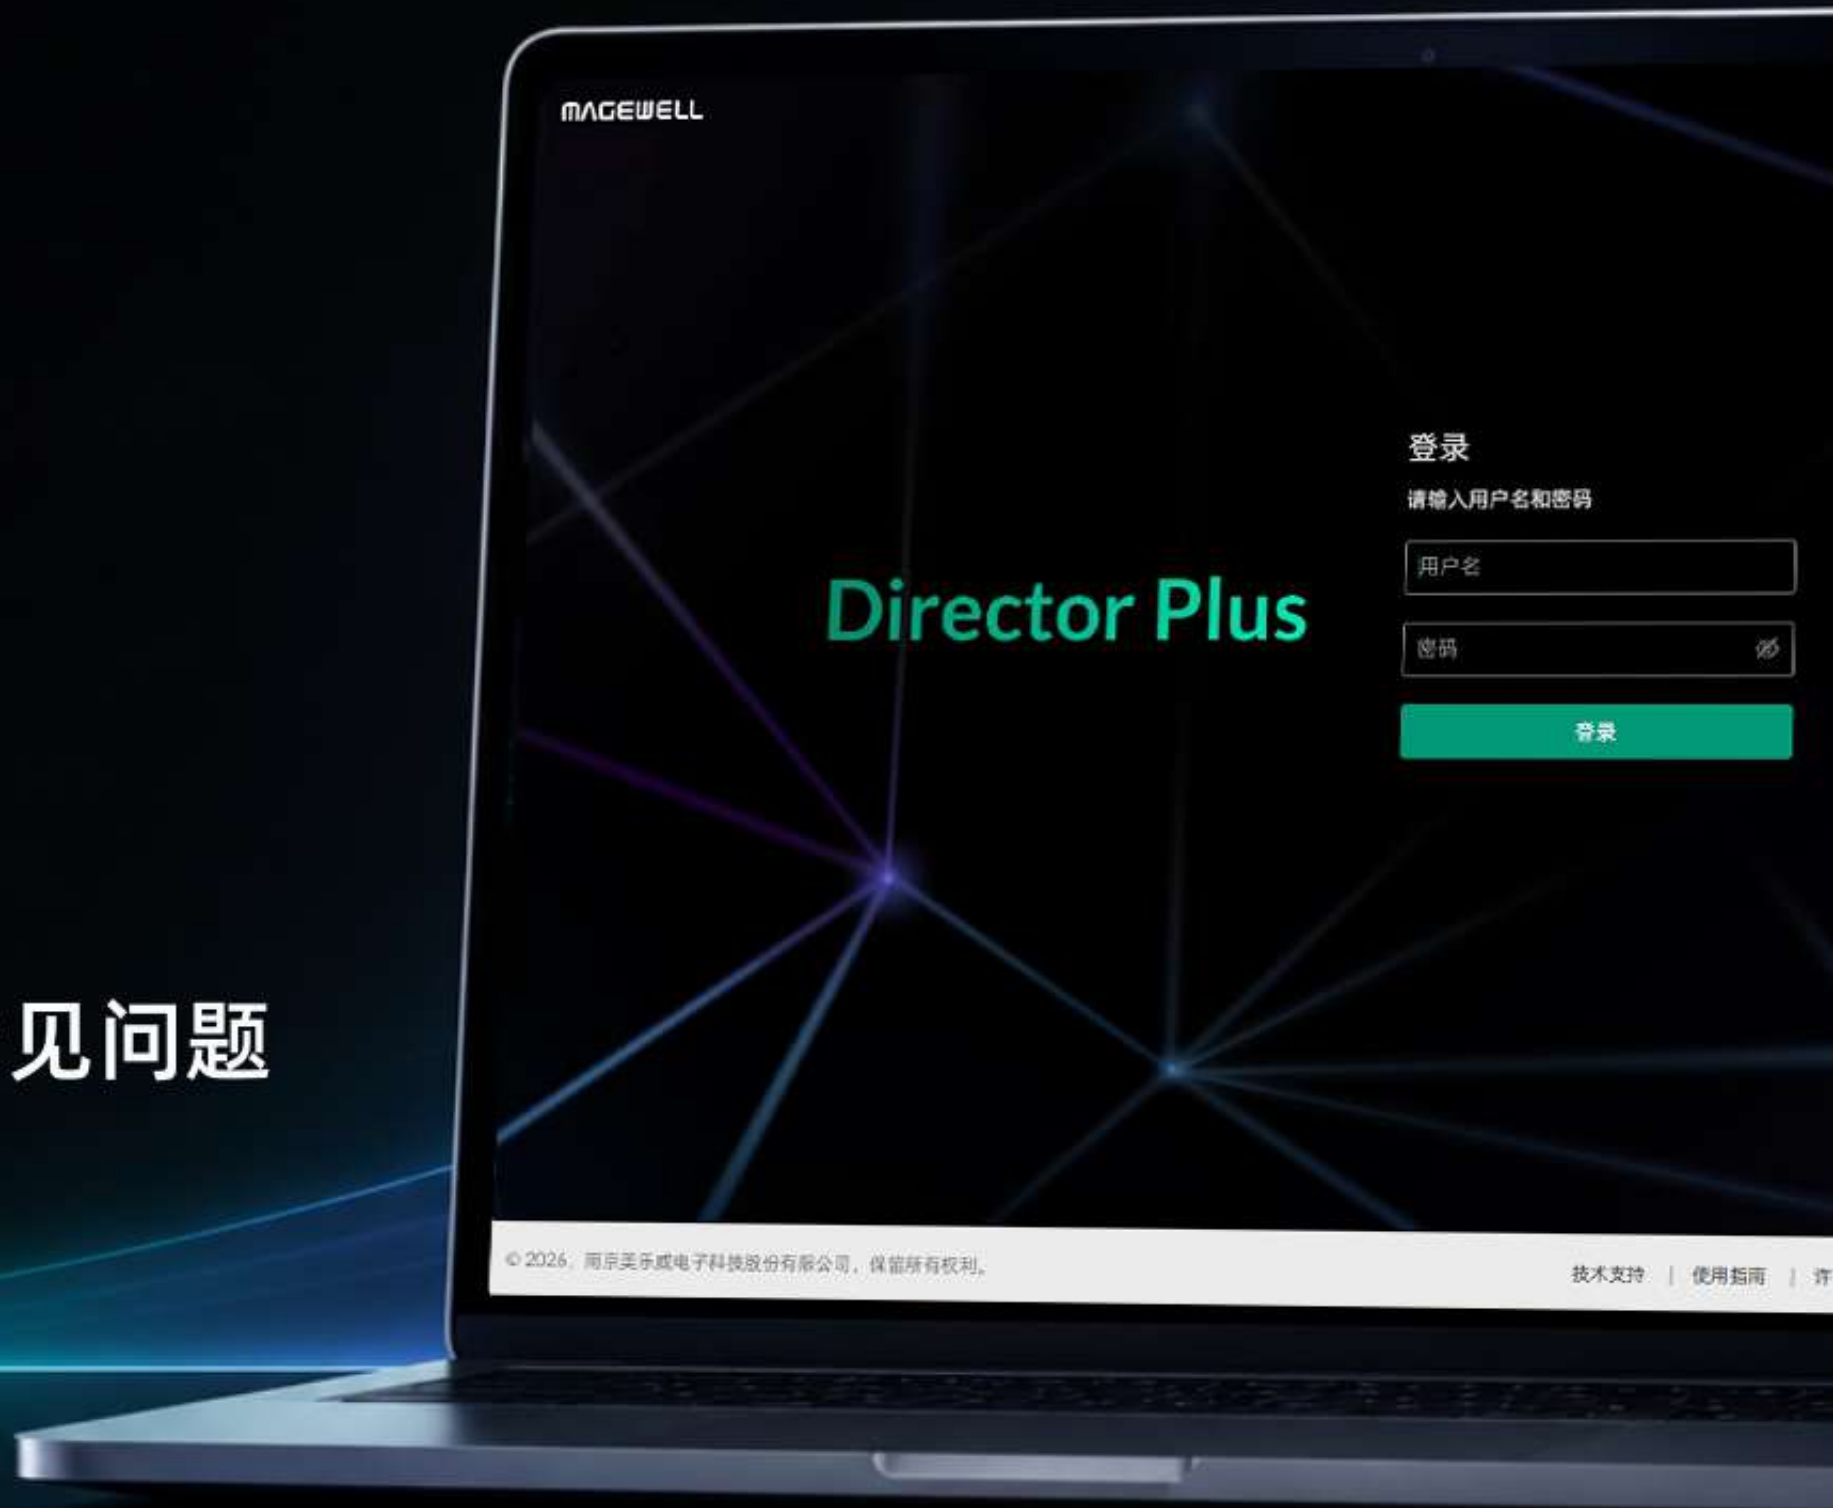 MAGEWELL
登录
请输入用户名和密码
用户名
Director Plus
密码
登录
见问题
© 2026, 南京美乐威电子科技股份有限公司，保留所有权利。
技术支持 | 使用指南 | 许